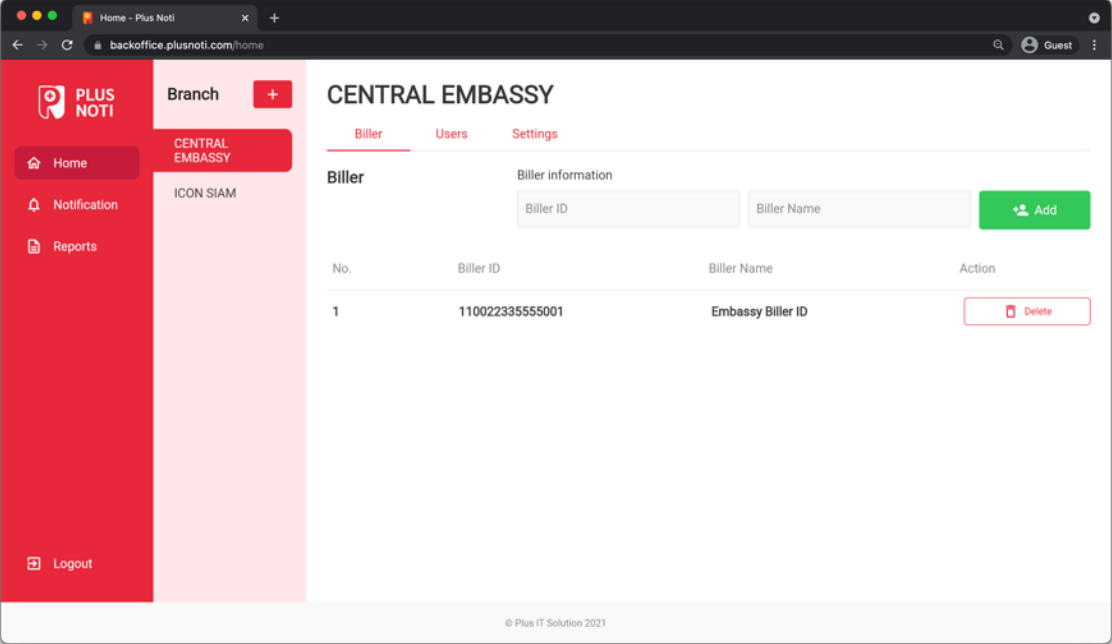 Home - Plus Noti
backoffice.plusnoti.com/home
Guest
PLUS
NOTI
Home
Notification
Reports
Logout
Branch
+
CENTRAL
EMBASSY
ICON SIAM
CENTRAL EMBASSY
Biller Users Settings
Biller
Biller information
Biller ID Biller Name Add
No. Biller ID Biller Name Action
1 110022335555001 Embassy Biller ID Delete
© Plus IT Solution 2021